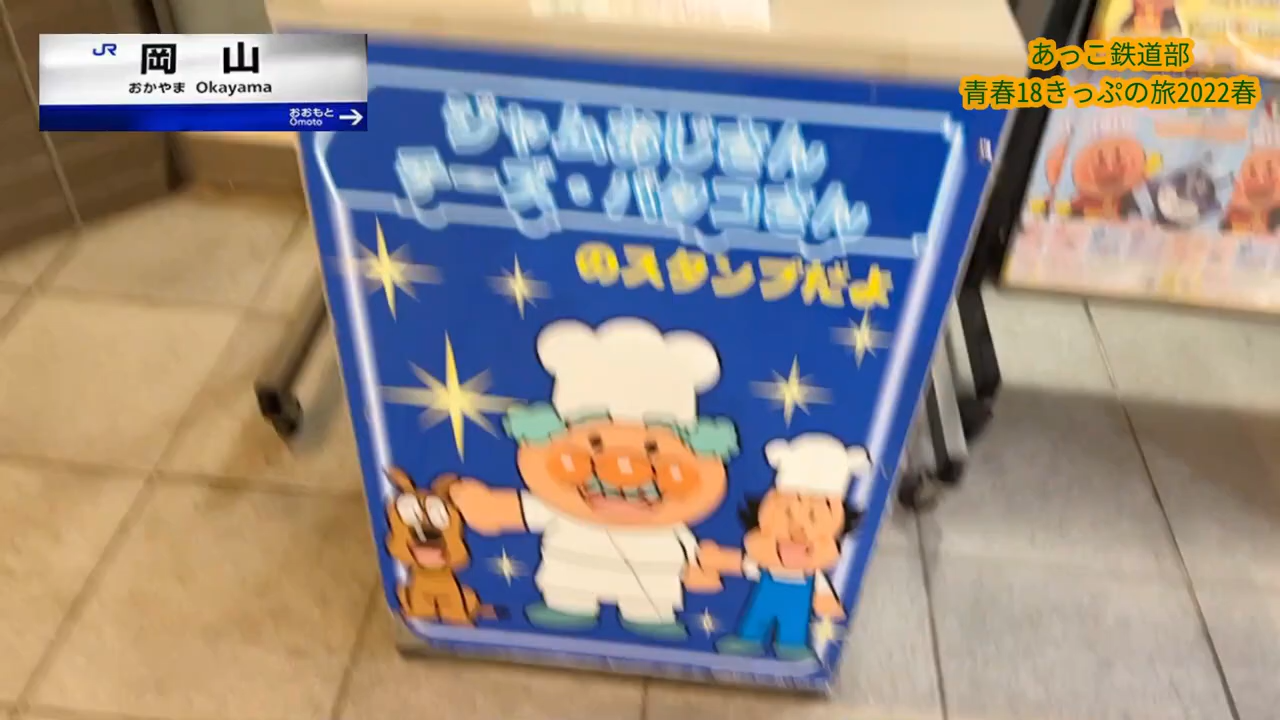 JR 岡山
おかやま Okayama
おおもと
Omoto
あっこ鉄道部
青春18きっぷの旅2022春
ジャムおじさん
チーズ・バタコさん
のスタンプだよ